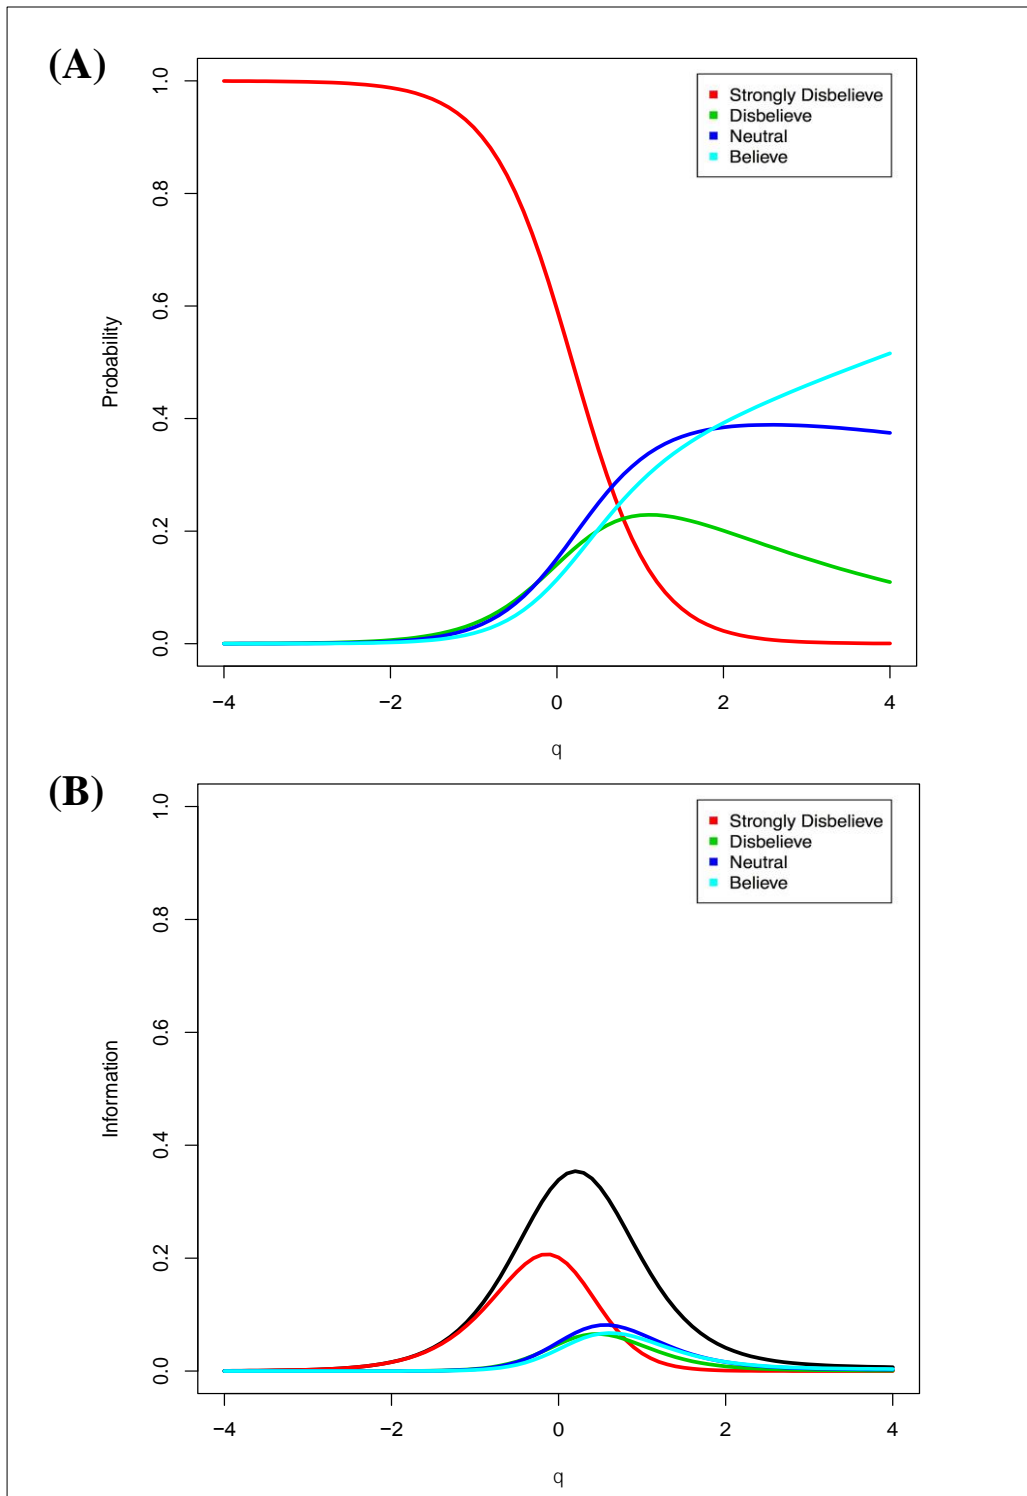 (A)
1.0
0.8
0.6
0.4
0.2
0.0
Probability
Strongly Disbelieve
Disbelieve
Neutral
Believe
−4 −2 0 2 4
q
(B)
1.0
0.8
0.6
0.4
0.2
0.0
Information
Strongly Disbelieve
Disbelieve
Neutral
Believe
−4 −2 0 2 4
q